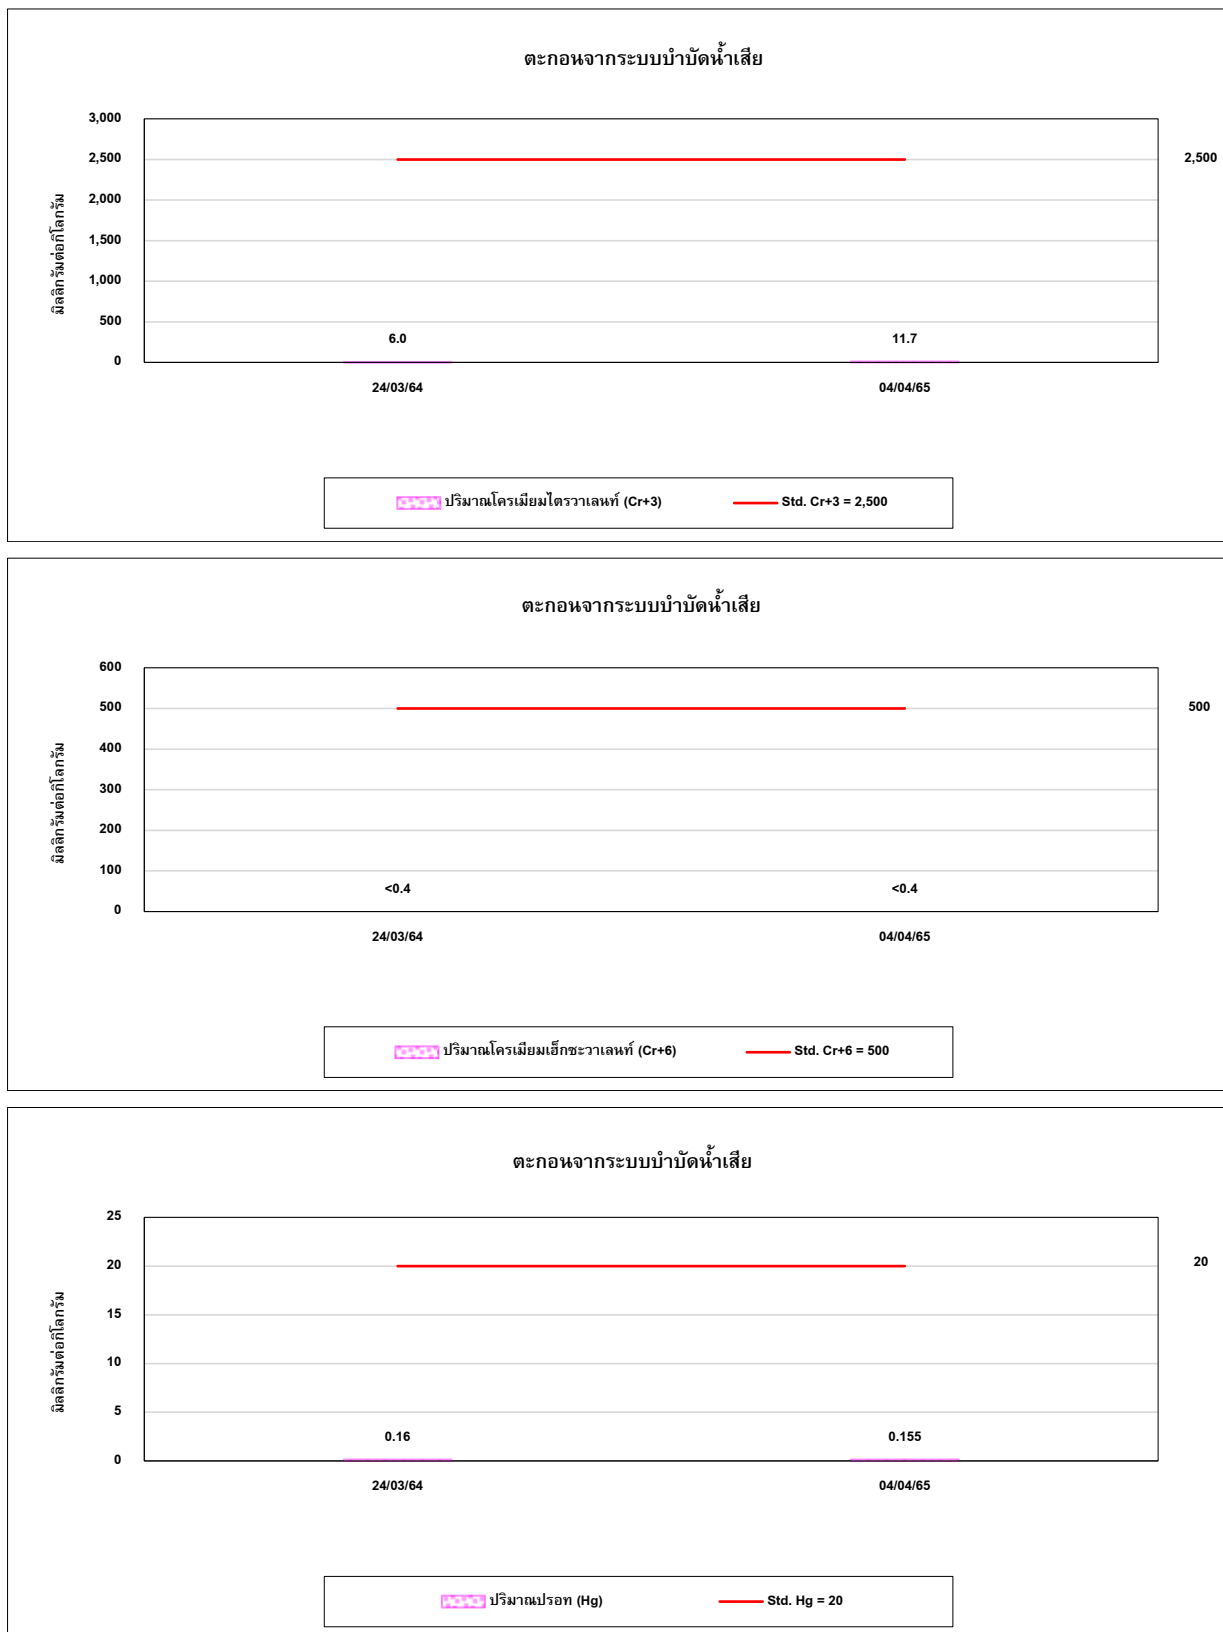 ตะกอนจากระบบบำบัดน้ำเสีย
มิลลิกรัมต่อกิโลกรัม
3,000
2,500
2,000
1,500
1,000
500
0
2,500
6.0
11.7
24/03/64
04/04/65
ปริมาณโครเมียมไตรวาเลนท์ (Cr+3)
Std. Cr+3 = 2,500
ตะกอนจากระบบบำบัดน้ำเสีย
มิลลิกรัมต่อกิโลกรัม
600
500
400
300
200
100
0
500
<0.4
<0.4
24/03/64
04/04/65
ปริมาณโครเมียมเฮ็กซะวาเลนท์ (Cr+6)
Std. Cr+6 = 500
ตะกอนจากระบบบำบัดน้ำเสีย
มิลลิกรัมต่อกิโลกรัม
25
20
15
10
5
0
20
0.16
0.155
24/03/64
04/04/65
ปริมาณปรอท (Hg)
Std. Hg = 20